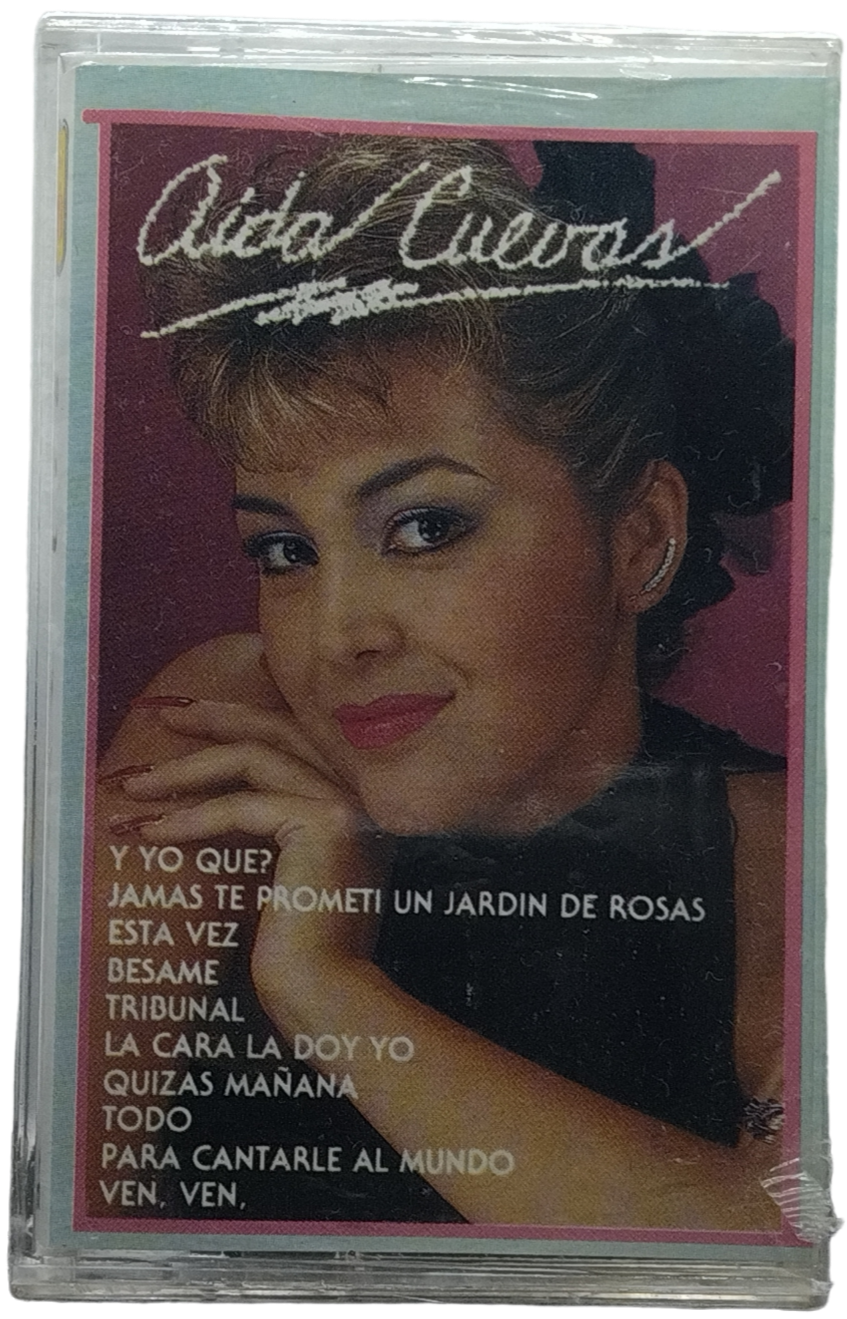 Aida Cuevas
Y YO QUE?
JAMAS TE PROMETI UN JARDIN DE ROSAS
ESTA VEZ
BESAME
TRIBUNAL
LA CARA LA DOY YO
QUIZAS MAÑANA
TODO
PARA CANTARLE AL MUNDO
VEN, VEN,